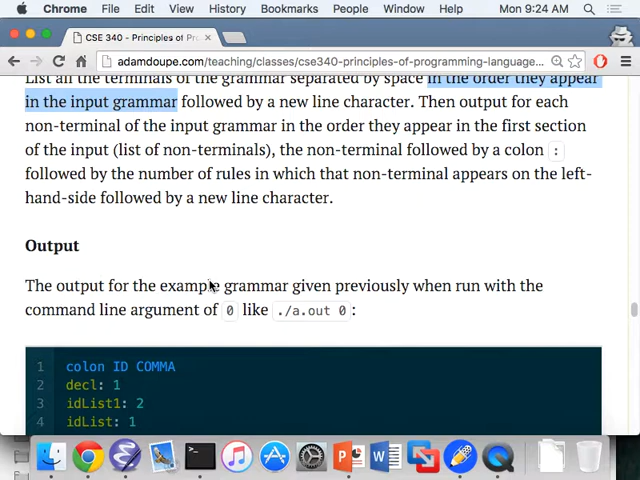 Chrome File Edit View History Bookmarks People Window Help Mon 9:24 AM
CSE 340 - Principles of Pr
adamdoupe.com/teaching/classes/cse340-principles-of-programming-language...
List all the terminals of the grammar separated by space in the order they appear
in the input grammar followed by a new line character. Then output for each
non-terminal of the input grammar in the order they appear in the first section
of the input (list of non-terminals), the non-terminal followed by a colon :
followed by the number of rules in which that non-terminal appears on the left-
hand-side followed by a new line character.
Output
The output for the example grammar given previously when run with the
command line argument of 0 like ./a.out 0 :
1 colon ID COMMA
2 decl: 1
3 idList1: 2
4 idList: 1